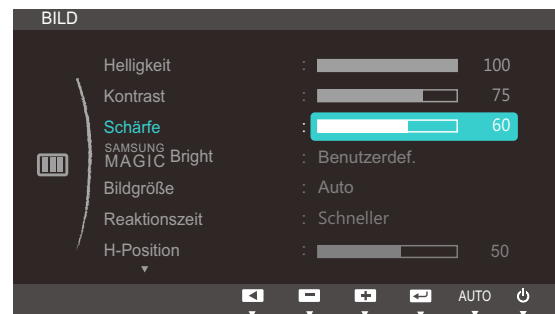 BILD
Helligkeit : 100
Kontrast : 75
Schärfe : 60
SAMSUNG MAGIC Bright : Benutzerdef.
Bildgröße : Auto
Reaktionszeit : Schneller
H-Position : 50
AUTO